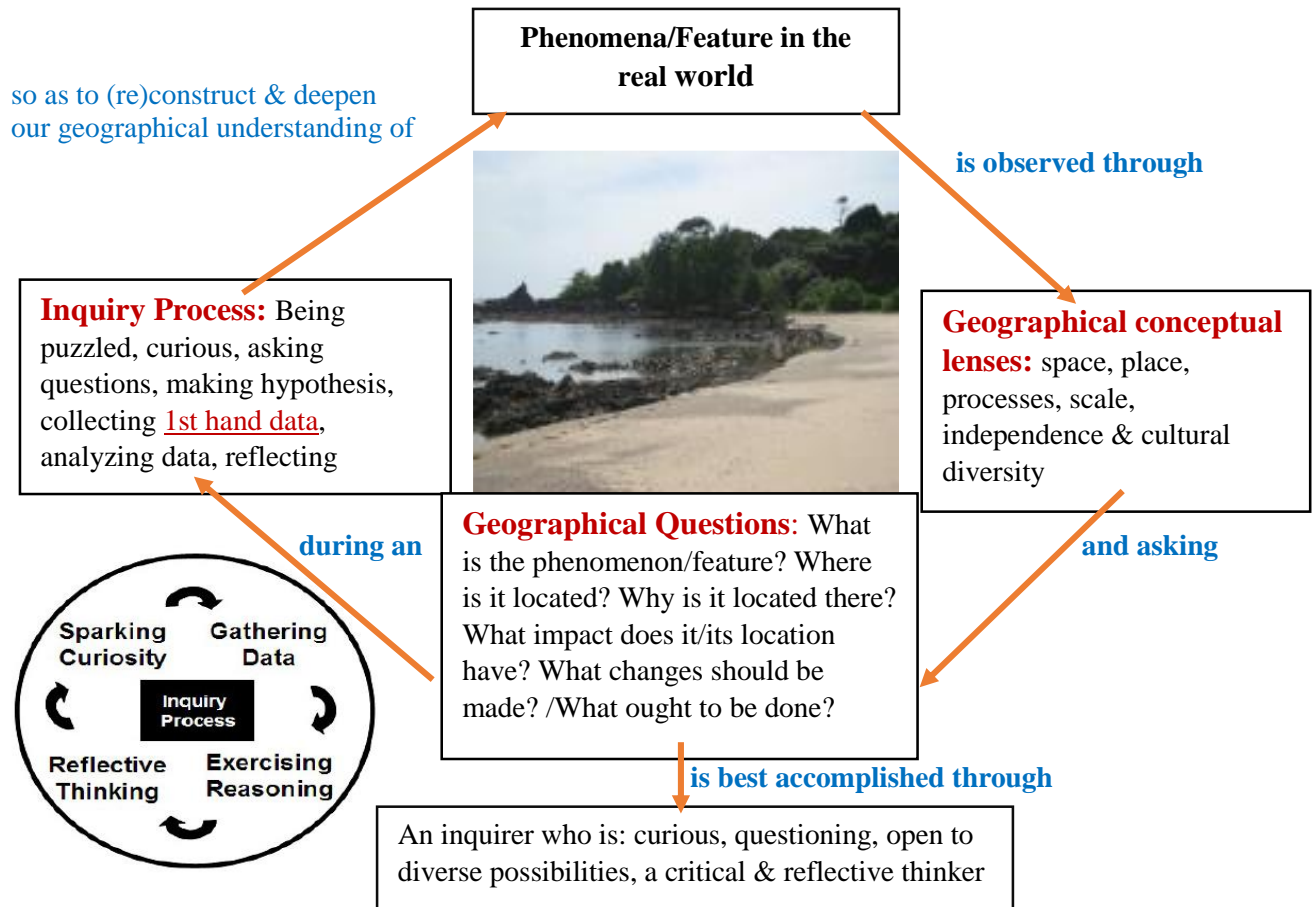 Phenomena/Feature in the
real world
so as to (re)construct & deepen
our geographical understanding of
is observed through
Inquiry Process: Being
puzzled, curious, asking
questions, making hypothesis,
collecting 1st hand data,
analyzing data, reflecting
Geographical conceptual
lenses: space, place,
processes, scale,
independence & cultural
diversity
during an
and asking
Geographical Questions: What
is the phenomenon/feature? Where
is it located? Why is it located there?
What impact does it/its location
have? What changes should be
made? /What ought to be done?
Sparking
Curiosity
Gathering
Data
Inquiry
Process
Reflective
Thinking
Exercising
Reasoning
is best accomplished through
An inquirer who is: curious, questioning, open to
diverse possibilities, a critical & reflective thinker